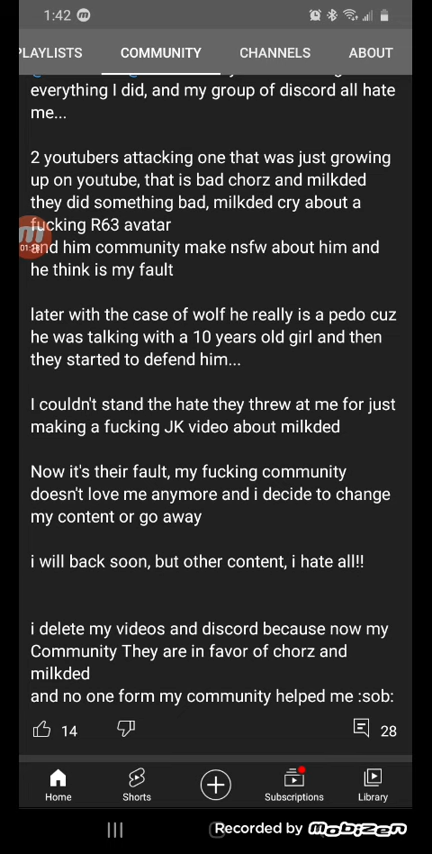 1:42
PLAYLISTS COMMUNITY CHANNELS ABOUT
everything I did, and my group of discord all hate
me...
2 youtubers attacking one that was just growing
up on youtube, that is bad chorz and milkded
they did something bad, milkded cry about a
fucking R63 avatar
and him community make nsfw about him and
he think is my fault
later with the case of wolf he really is a pedo cuz
he was talking with a 10 years old girl and then
they started to defend him...
I couldn't stand the hate they threw at me for just
making a fucking JK video about milkded
Now it's their fault, my fucking community
doesn't love me anymore and i decide to change
my content or go away
i will back soon, but other content, i hate all!!
i delete my videos and discord because now my
Community They are in favor of chorz and
milkded
and no one form my community helped me :sob:
14 28
Home Shorts Subscriptions Library
Recorded by mobizen